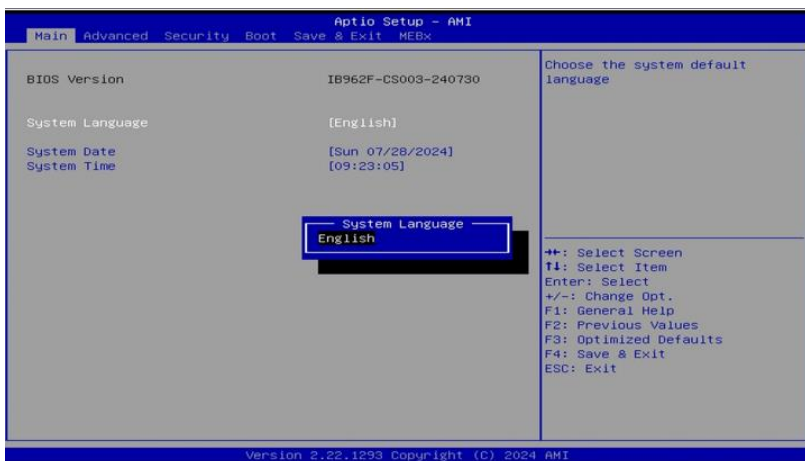 Aptio Setup – AMI
Main Advanced Security Boot Save & Exit MEBx
BIOS Version IB962F-CS003-240730
System Language [English]
System Date [Sun 07/28/2024]
System Time [09:23:05]
System Language
English
Choose the system default
language
→←: Select Screen
↑↓: Select Item
Enter: Select
+/-: Change Opt.
F1: General Help
F2: Previous Values
F3: Optimized Defaults
F4: Save & Exit
ESC: Exit
Version 2.22.1293 Copyright (C) 2024 AMI